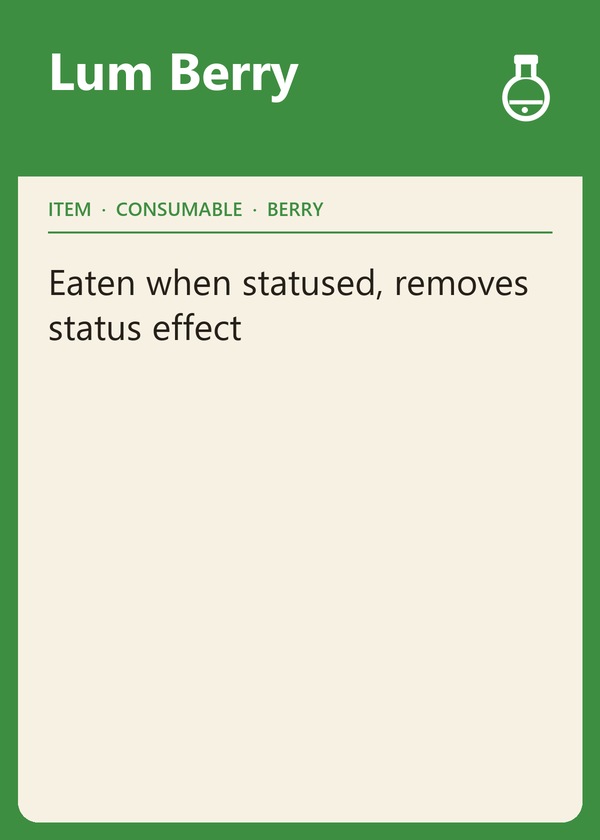 Lum Berry
ITEM · CONSUMABLE · BERRY
Eaten when statused, removes
status effect